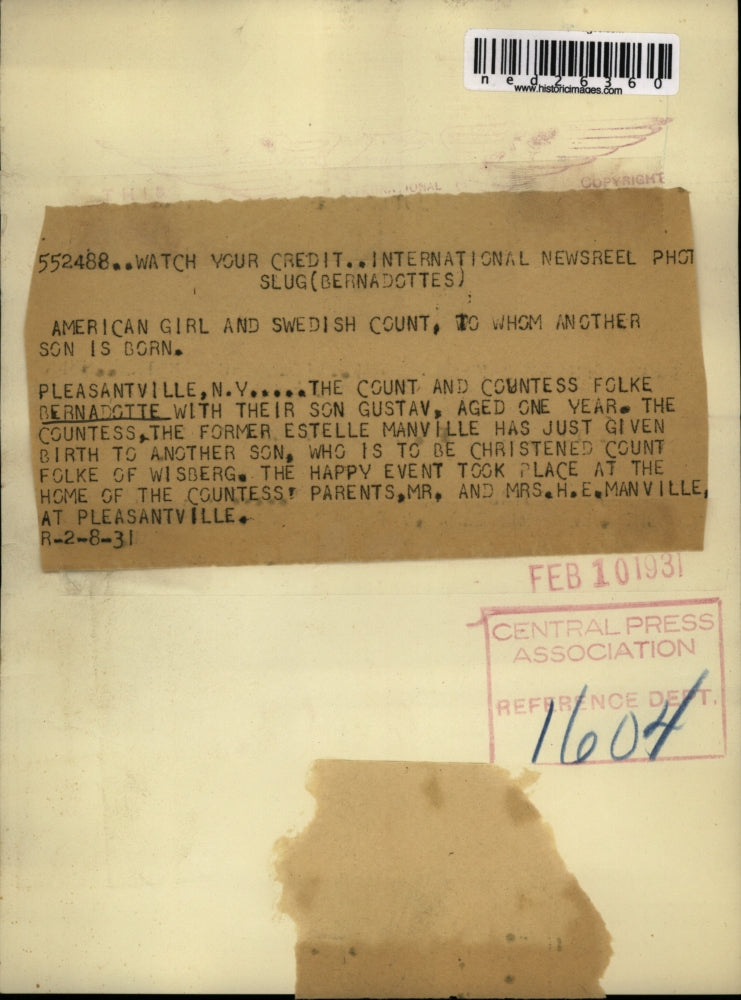 ned26360
www.historicimages.com
COPYRIGHT
552488..WATCH YOUR CREDIT..INTERNATIONAL NEWSREEL PHOT
SLUG(BERNADOTTES)
AMERICAN GIRL AND SWEDISH COUNT, TO WHOM ANOTHER
SON IS BORN.
PLEASANTVILLE,N.Y.....THE COUNT AND COUNTESS FOLKE
BERNADOTTE WITH THEIR SON GUSTAV, AGED ONE YEAR. THE
COUNTESS,THE FORMER ESTELLE MANVILLE HAS JUST GIVEN
BIRTH TO ANOTHER SON, WHO IS TO BE CHRISTENED COUNT
FOLKE OF WISBERG. THE HAPPY EVENT TOOK PLACE AT THE
HOME OF THE COUNTESS' PARENTS,MR. AND MRS.H.E.MANVILLE,
AT PLEASANTVILLE.
R-2-8-31
FEB 10 1931
CENTRAL PRESS
ASSOCIATION
REFERENCE DEPT.
1604